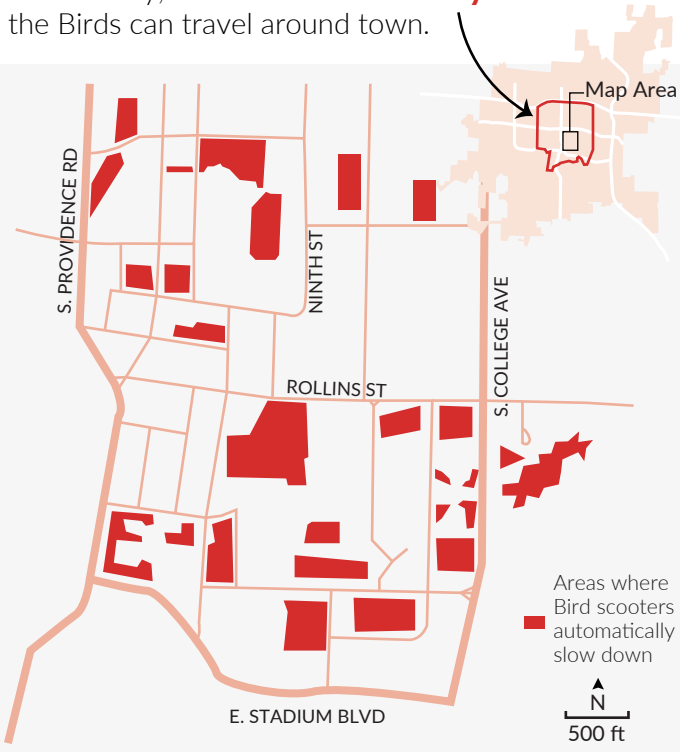 the Birds can travel around town.
Map Area
S. PROVIDENCE RD
NINTH ST
S. COLLEGE AVE
ROLLINS ST
Areas where
Bird scooters
automatically
slow down
N
500 ft
E. STADIUM BLVD